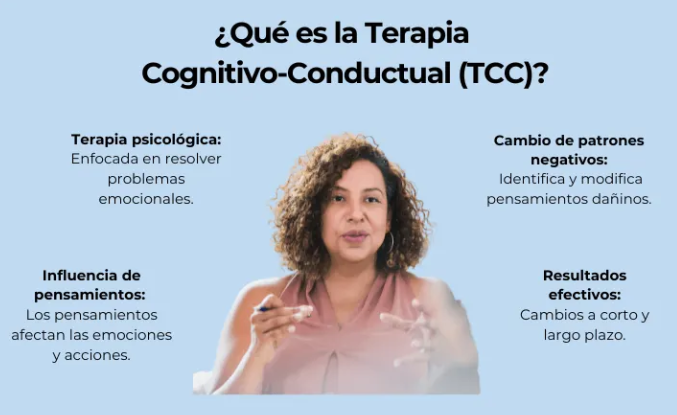 ¿Qué es la Terapia
Cognitivo-Conductual (TCC)?
Terapia psicológica:
Enfocada en resolver
problemas
emocionales.
Cambio de patrones
negativos:
Identifica y modifica
pensamientos dañinos.
Influencia de
pensamientos:
Los pensamientos
afectan las emociones
y acciones.
Resultados
efectivos:
Cambios a corto y
largo plazo.